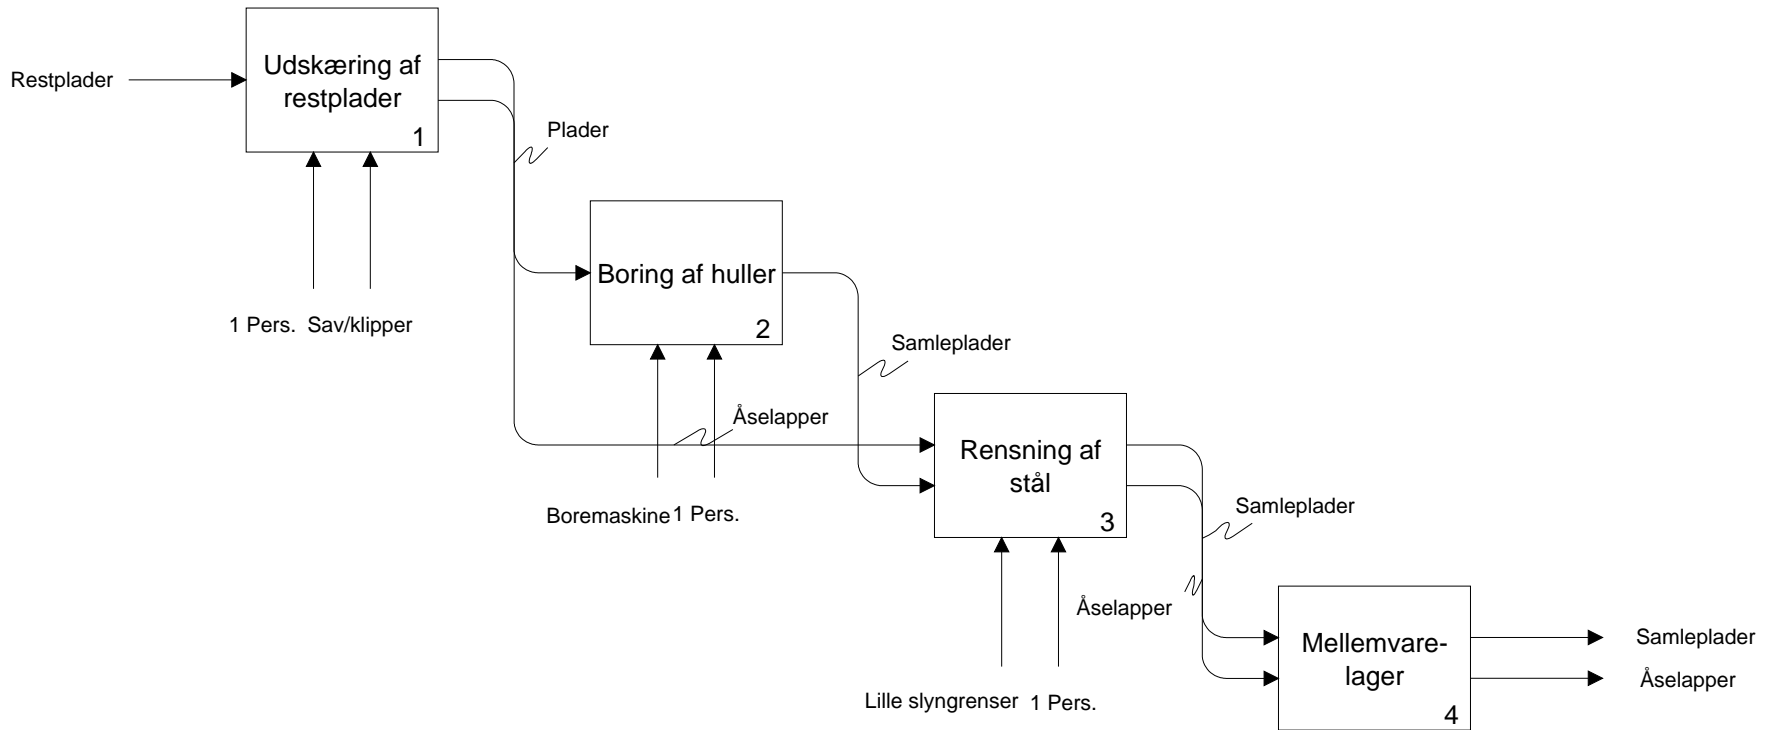 Restplader
Udskæring af
restplader
1
Plader
1 Pers.
Sav/klipper
Boring af huller
2
Samleplader
Åselapper
Boremaskine
1 Pers.
Rensning af
stål
3
Samleplader
Åselapper
Lille slyngrenser
1 Pers.
Mellemvare-
lager
4
Samleplader
Åselapper